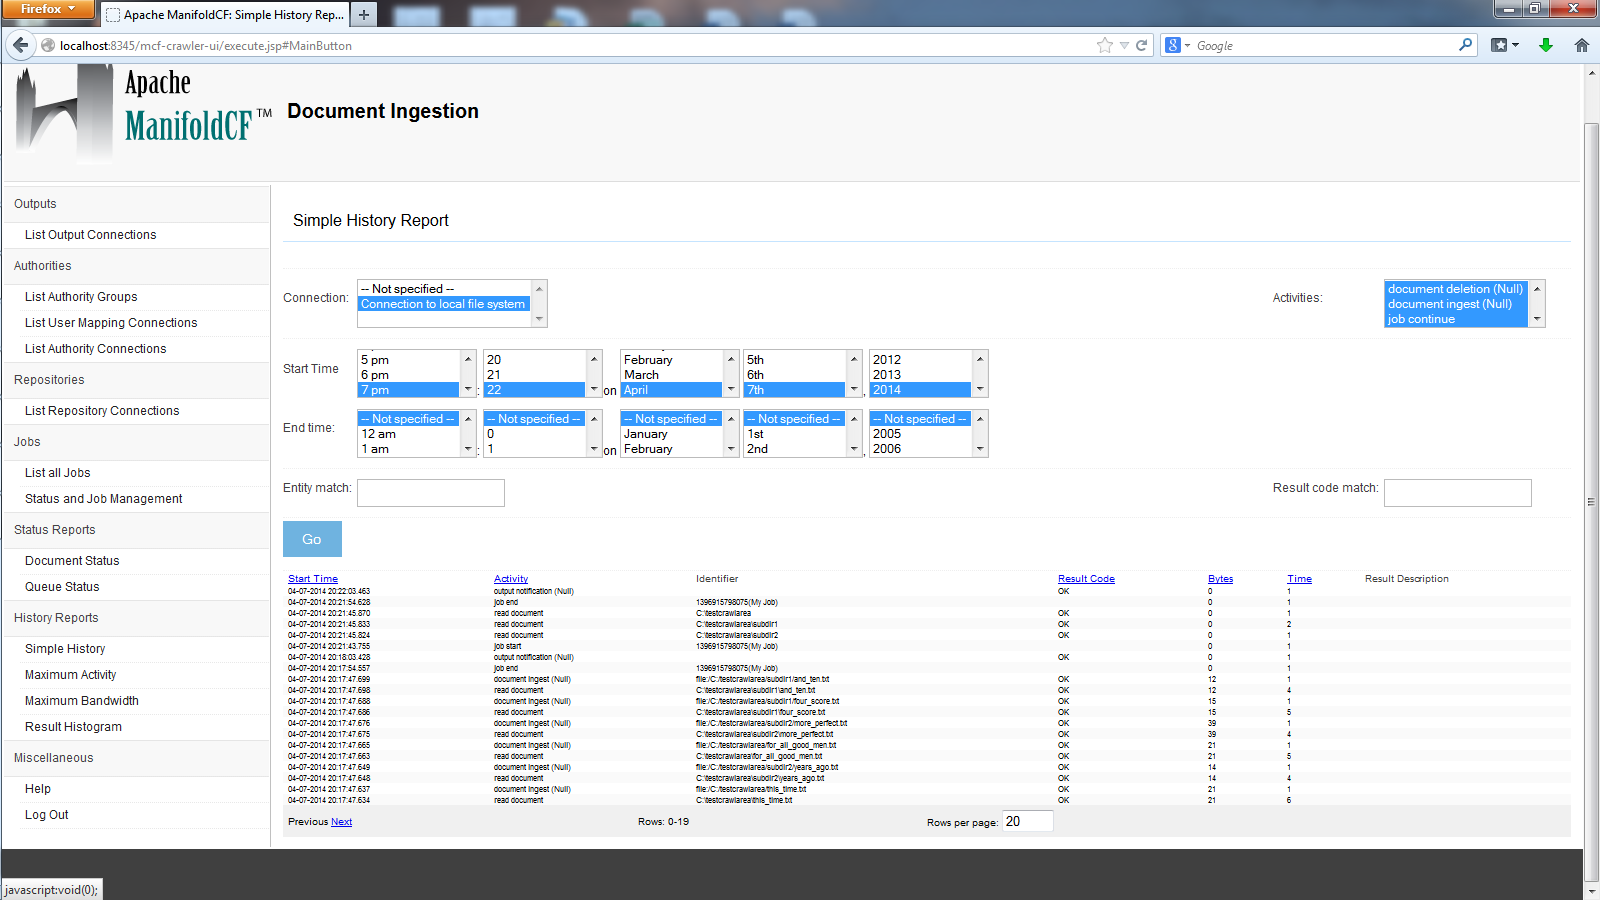 Firefox
Apache ManifoldCF: Simple History Rep...
localhost:8345/mcf-crawler-ui/execute.jsp#MainButton
Google
Apache
ManifoldCF™
Document Ingestion
Outputs
List Output Connections
Authorities
List Authority Groups
List User Mapping Connections
List Authority Connections
Repositories
List Repository Connections
Jobs
List all Jobs
Status and Job Management
Status Reports
Document Status
Queue Status
History Reports
Simple History
Maximum Activity
Maximum Bandwidth
Result Histogram
Miscellaneous
Help
Log Out
Simple History Report
Connection: -- Not specified -- Activities: document deletion (Null)
Connection to local file system document ingest (Null)
job continue
5 pm 20 February 5th 2012
Start Time 6 pm 21 March 6th 2013
7 pm : 22 on April 7th , 2014
End time: -- Not specified -- -- Not specified -- -- Not specified -- -- Not specified -- -- Not specified --
12 am 0 January 1st 2005
1 am : 1 on February 2nd , 2006
Entity match: Result code match:
Go
Start Time Activity Identifier Result Code Bytes Time Result Description
04-07-2014 20:22:03.463 output notification (Null) OK 0 1
04-07-2014 20:21:54.628 job end 1396915798075(My Job) 0 1
04-07-2014 20:21:45.870 read document C:\testcrawlarea OK 0 1
04-07-2014 20:21:45.833 read document C:\testcrawlarea\subdir1 OK 0 2
04-07-2014 20:21:45.824 read document C:\testcrawlarea\subdir2 OK 0 1
04-07-2014 20:21:43.755 job start 1396915798075(My Job) 0 1
04-07-2014 20:18:03.428 output notification (Null) OK 0 1
04-07-2014 20:17:54.557 job end 1396915798075(My Job) 0 1
04-07-2014 20:17:47.699 document ingest (Null) file:/C:/testcrawlarea/subdir1/and_ten.txt OK 12 1
04-07-2014 20:17:47.698 read document C:\testcrawlarea\subdir1\and_ten.txt OK 12 4
04-07-2014 20:17:47.688 document ingest (Null) file:/C:/testcrawlarea/subdir1/four_score.txt OK 15 1
04-07-2014 20:17:47.686 read document C:\testcrawlarea\subdir1\four_score.txt OK 15 5
04-07-2014 20:17:47.676 document ingest (Null) file:/C:/testcrawlarea/subdir2/more_perfect.txt OK 39 1
04-07-2014 20:17:47.675 read document C:\testcrawlarea\subdir2\more_perfect.txt OK 39 4
04-07-2014 20:17:47.665 document ingest (Null) file:/C:/testcrawlarea/for_all_good_men.txt OK 21 1
04-07-2014 20:17:47.663 read document C:\testcrawlarea\for_all_good_men.txt OK 21 5
04-07-2014 20:17:47.649 document ingest (Null) file:/C:/testcrawlarea/subdir2/years_ago.txt OK 14 1
04-07-2014 20:17:47.648 read document C:\testcrawlarea\subdir2\years_ago.txt OK 14 4
04-07-2014 20:17:47.637 document ingest (Null) file:/C:/testcrawlarea/this_time.txt OK 21 1
04-07-2014 20:17:47.634 read document C:\testcrawlarea\this_time.txt OK 21 6
Previous Next Rows: 0-19 Rows per page: 20
javascript:void(0);